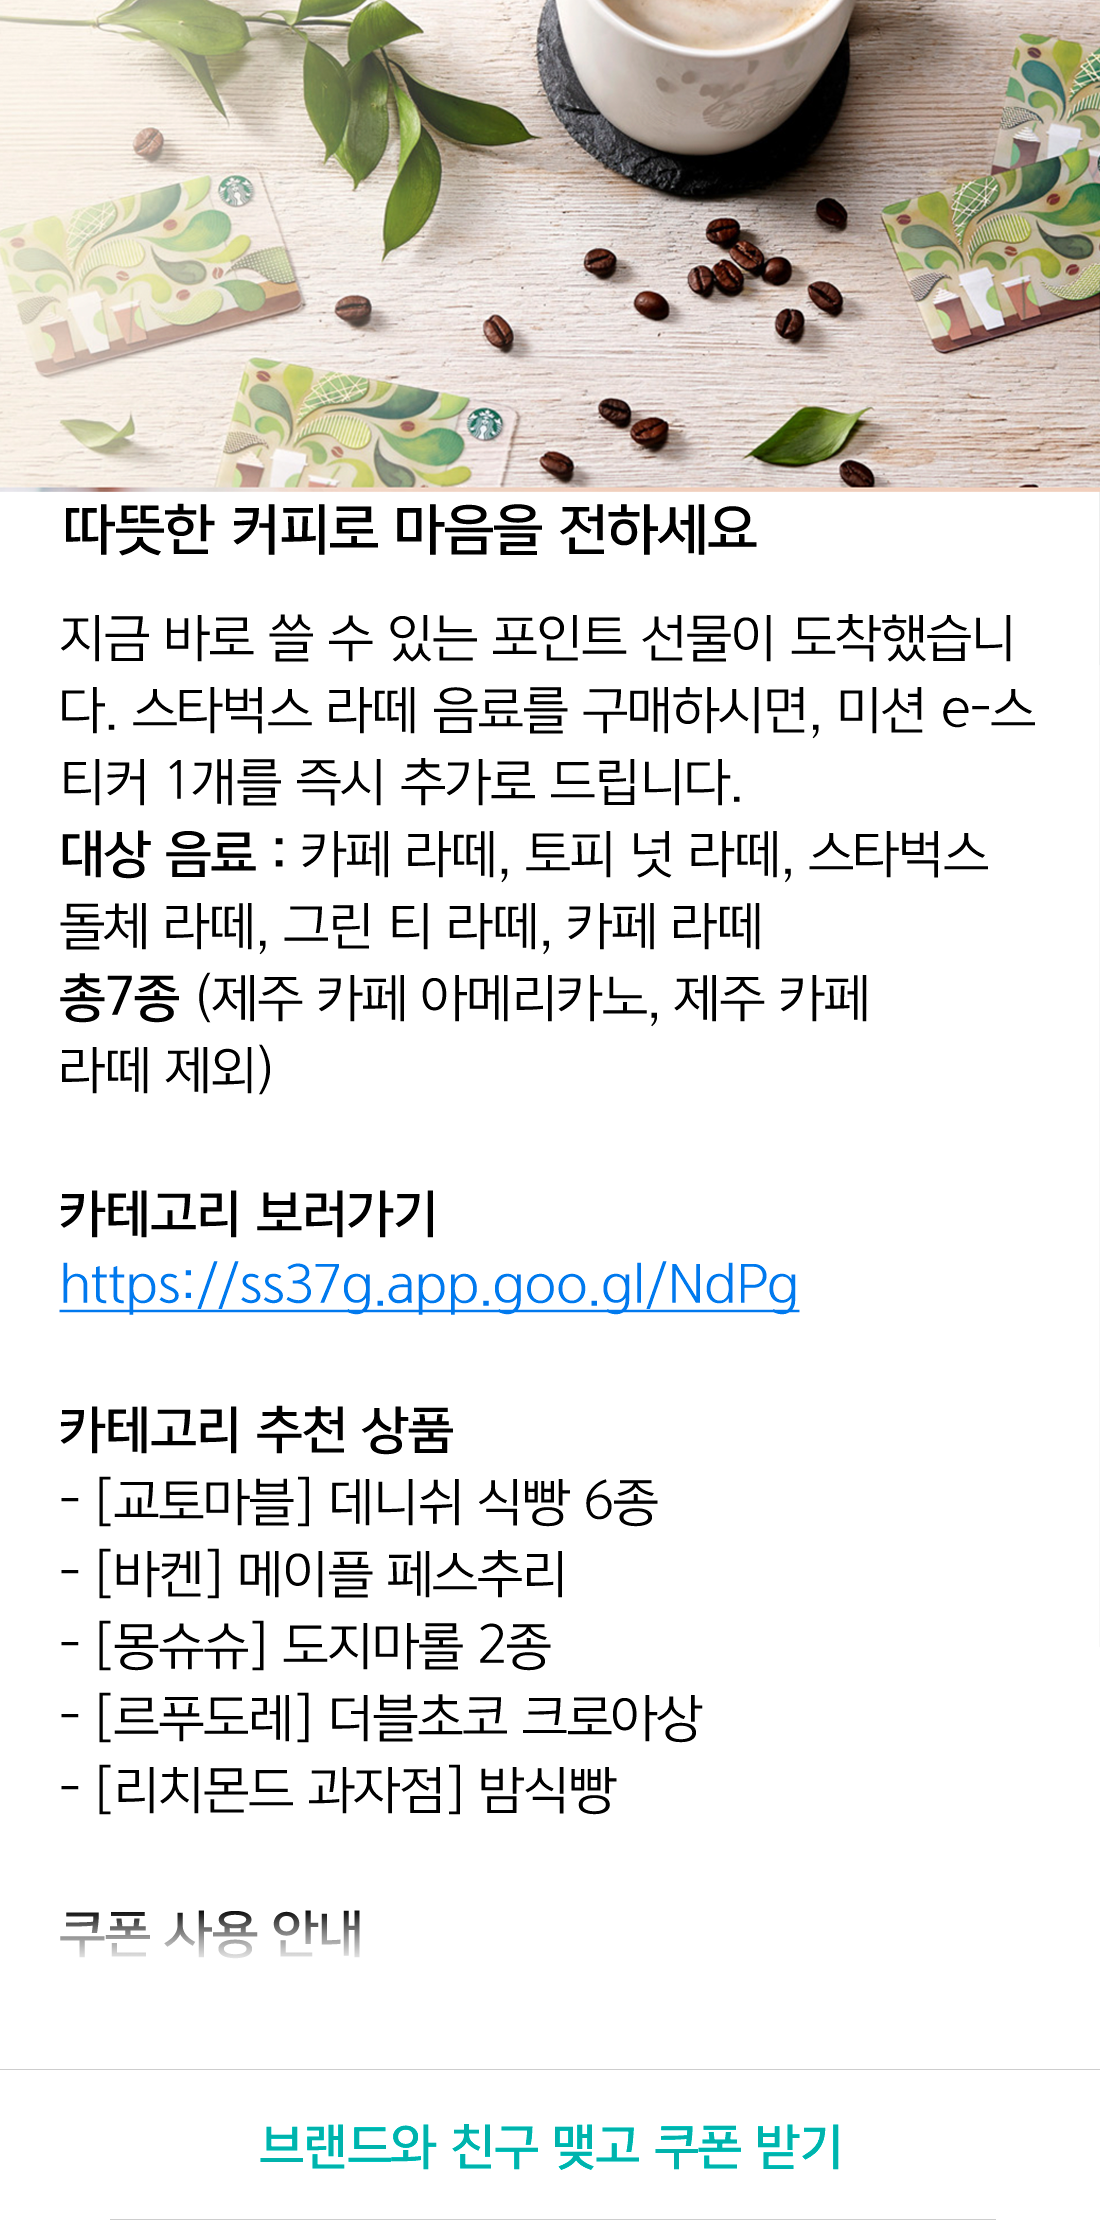 따뜻한 커피로 마음을 전하세요
지금 바로 쓸 수 있는 포인트 선물이 도착했습니
다. 스타벅스 라떼 음료를 구매하시면, 미션 e-스
티커 1개를 즉시 추가로 드립니다.
대상 음료 : 카페 라떼, 토피 넛 라떼, 스타벅스
돌체 라떼, 그린 티 라떼, 카페 라떼
총7종 (제주 카페 아메리카노, 제주 카페
라떼 제외)
카테고리 보러가기
https://ss37g.app.goo.gl/NdPg
카테고리 추천 상품
- [교토마블] 데니쉬 식빵 6종
- [바켄] 메이플 페스추리
- [몽슈슈] 도지마롤 2종
- [르푸도레] 더블초코 크로아상
- [리치몬드 과자점] 밤식빵
쿠폰 사용 안내
브랜드와 친구 맺고 쿠폰 받기